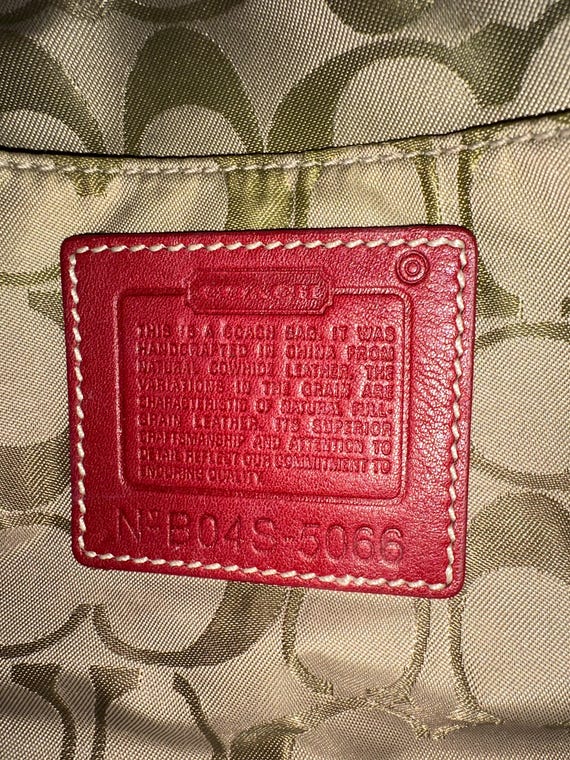 THIS IS A COACH BAG. IT WAS
HANDCRAFTED IN CHINA FROM
NATURAL COWHIDE LEATHER. THE
VARIATIONS IN THE GRAIN ARE
CHARACTERISTIC OF NATURAL FULL-
GRAIN LEATHER. ITS SUPERIOR
CRAFTSMANSHIP AND ATTENTION TO
DETAIL REFLECT OUR COMMITMENT TO
ENDURING QUALITY.
Nº B04S-5066